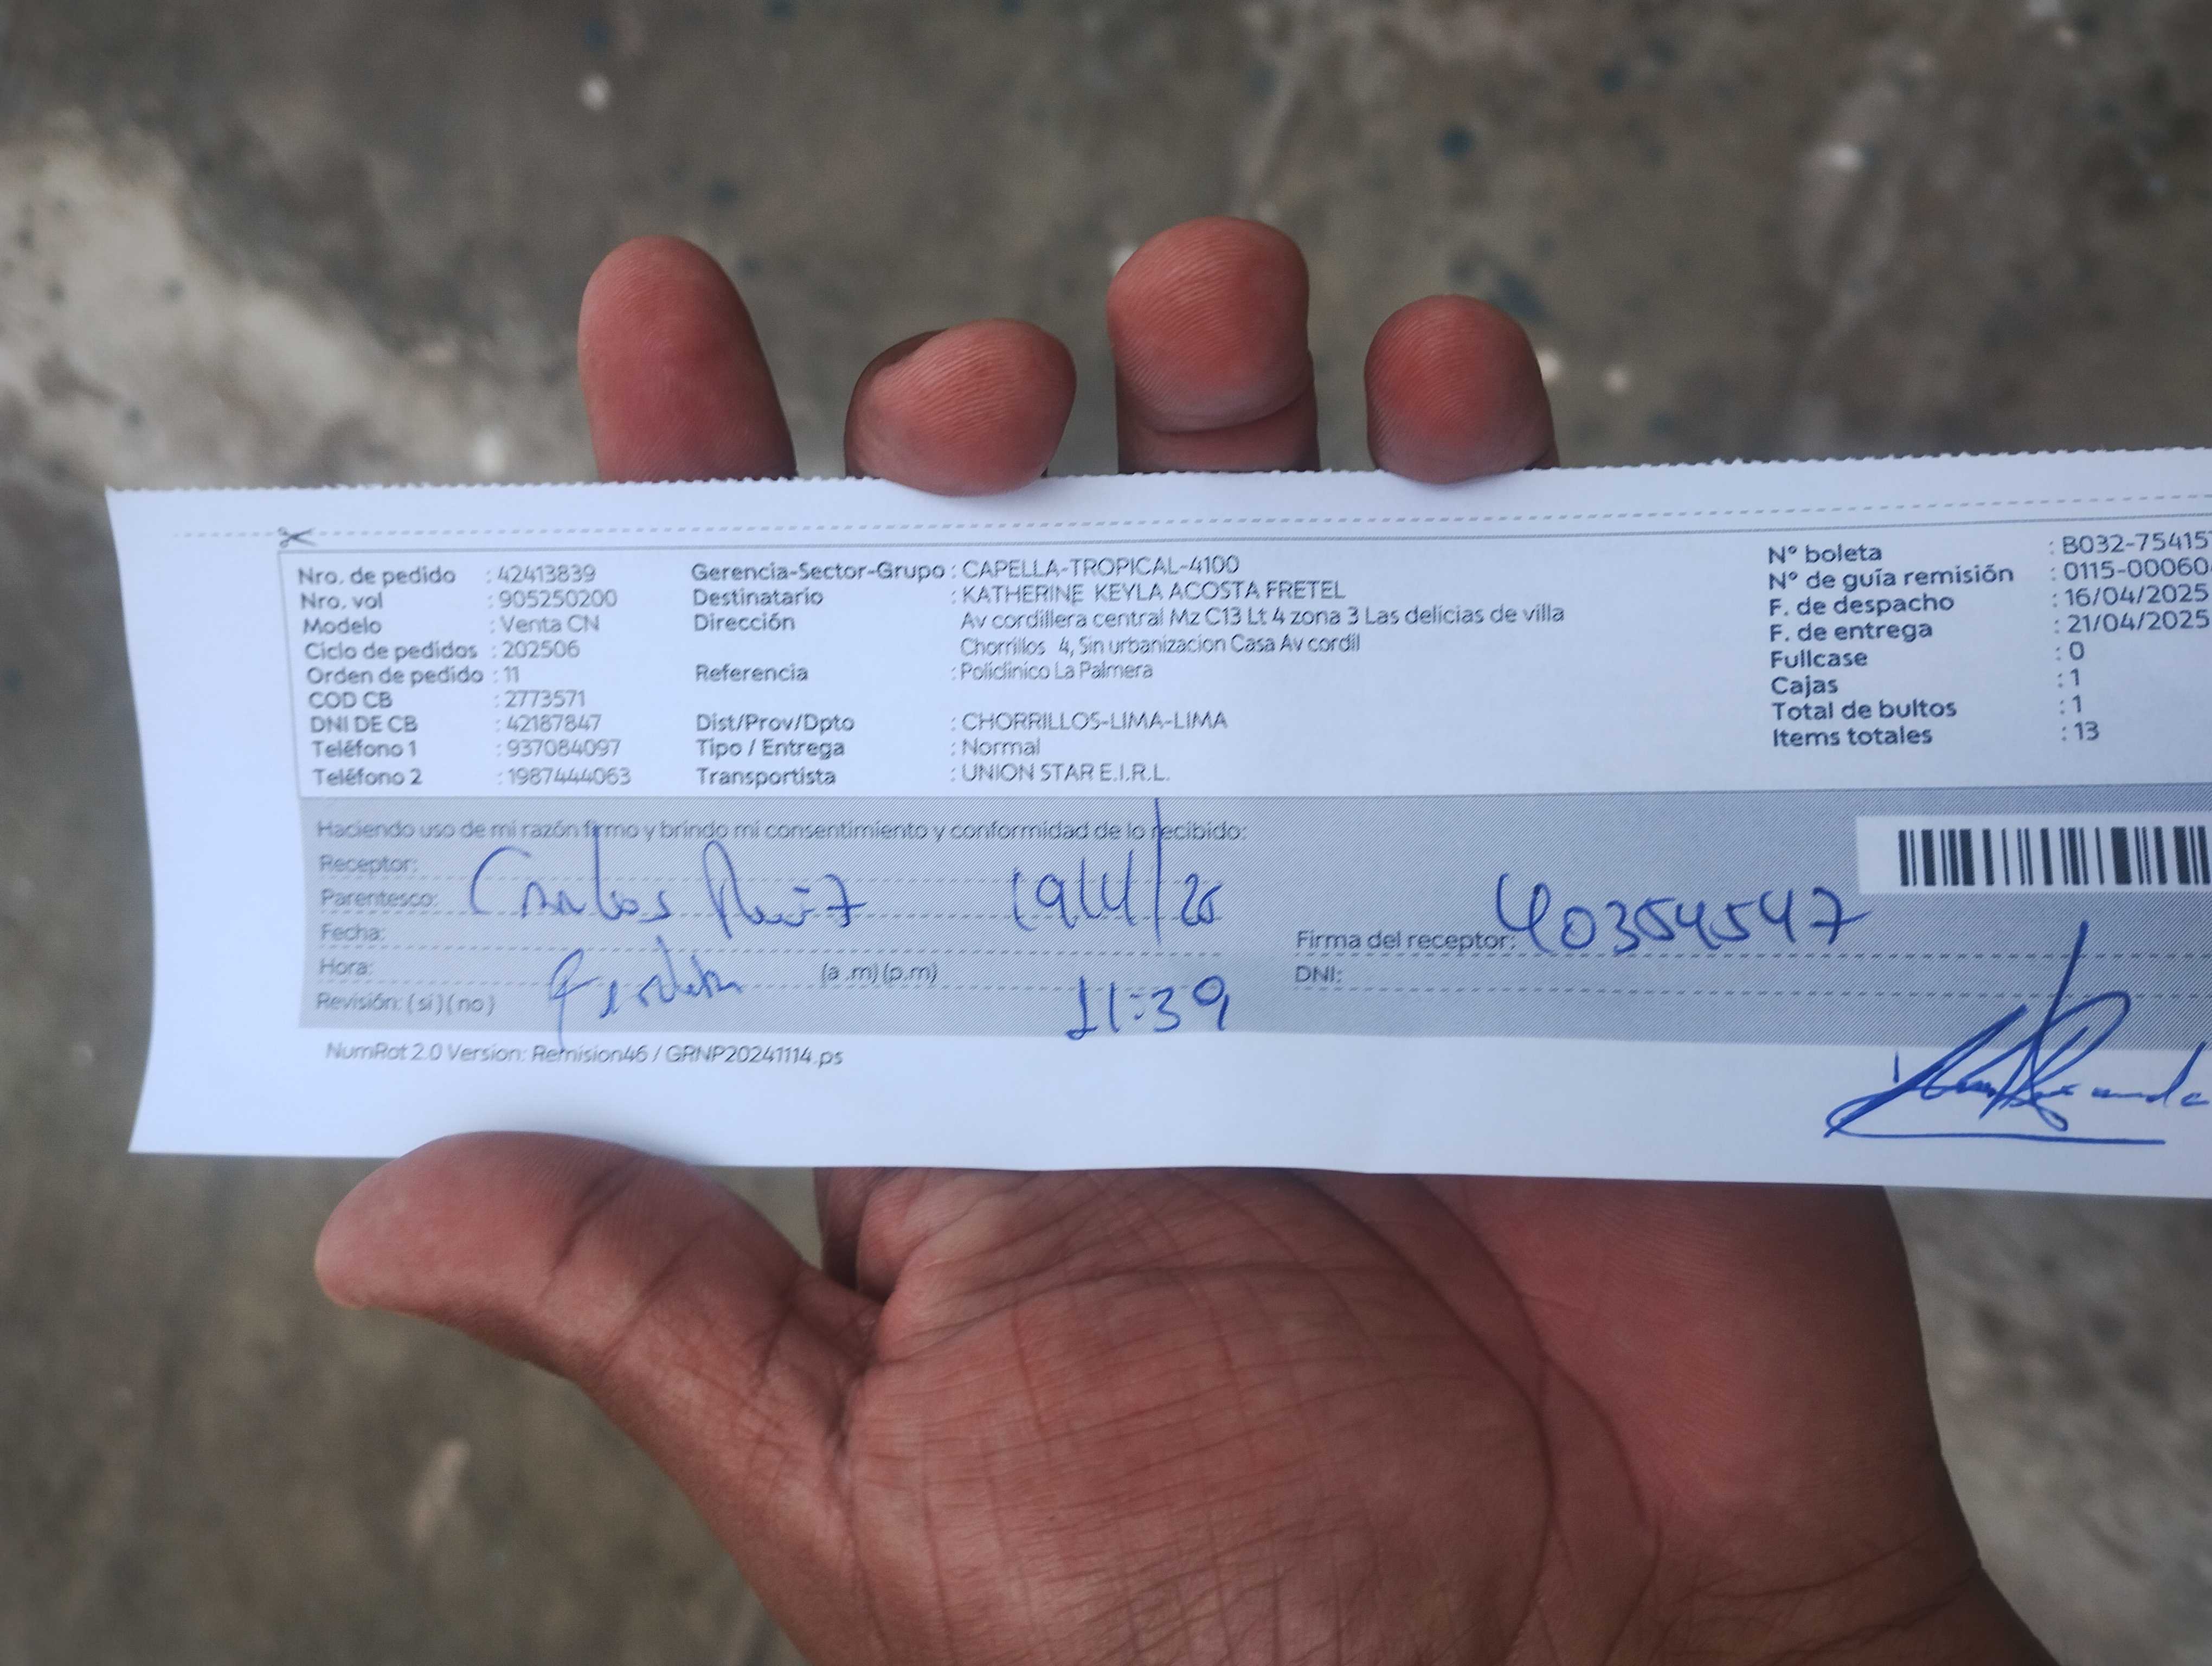 Nro. de pedido : 42413839
Nro. vol : 905250200
Modelo : Venta CN
Ciclo de pedidos : 202506
Orden de pedido : 11
COD CB : 2773571
DNI DE CB : 42187847
Teléfono 1 : 937084097
Teléfono 2 : 1987444063
Gerencia-Sector-Grupo : CAPELLA-TROPICAL-4100
Destinatario : KATHERINE KEYLA ACOSTA FRETEL
Dirección : Av cordillera central Mz C13 Lt 4 zona 3 Las delicias de villa
Chorrillos 4, Sin urbanizacion Casa Av cordil
Referencia : Policlinico La Palmera
Dist/Prov/Dpto : CHORRILLOS-LIMA-LIMA
Tipo / Entrega : Normal
Transportista : UNION STAR E.I.R.L.
N° boleta : B032-75415
N° de guía remisión : 0115-00060
F. de despacho : 16/04/2025
F. de entrega : 21/04/2025
Fullcase : 0
Cajas : 1
Total de bultos : 1
Items totales : 13
Haciendo uso de mi razón firmo y brindo mi consentimiento y conformidad de lo recibido:
Receptor:
Parentesco: Carlos Ruiz
Fecha:
Hora: (a .m) (p.m)
Revisión: ( si ) ( no ) 11:39
Firma del receptor: 40354547
DNI:
NumRot 2.0 Version: Remision46 / GRNP20241114.ps